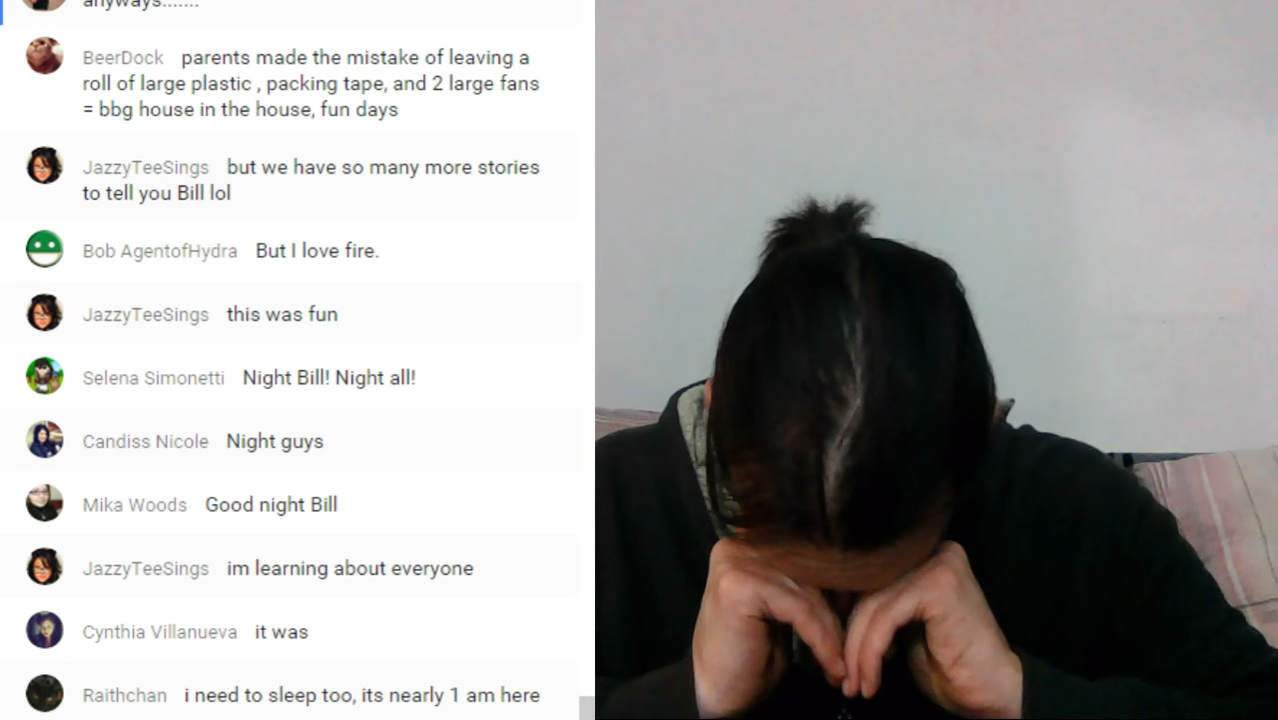 anyways.......
BeerDock parents made the mistake of leaving a
roll of large plastic , packing tape, and 2 large fans
= bbg house in the house, fun days
JazzyTeeSings but we have so many more stories
to tell you Bill lol
Bob AgentofHydra But I love fire.
JazzyTeeSings this was fun
Selena Simonetti Night Bill! Night all!
Candiss Nicole Night guys
Mika Woods Good night Bill
JazzyTeeSings im learning about everyone
Cynthia Villanueva it was
Raithchan i need to sleep too, its nearly 1 am here